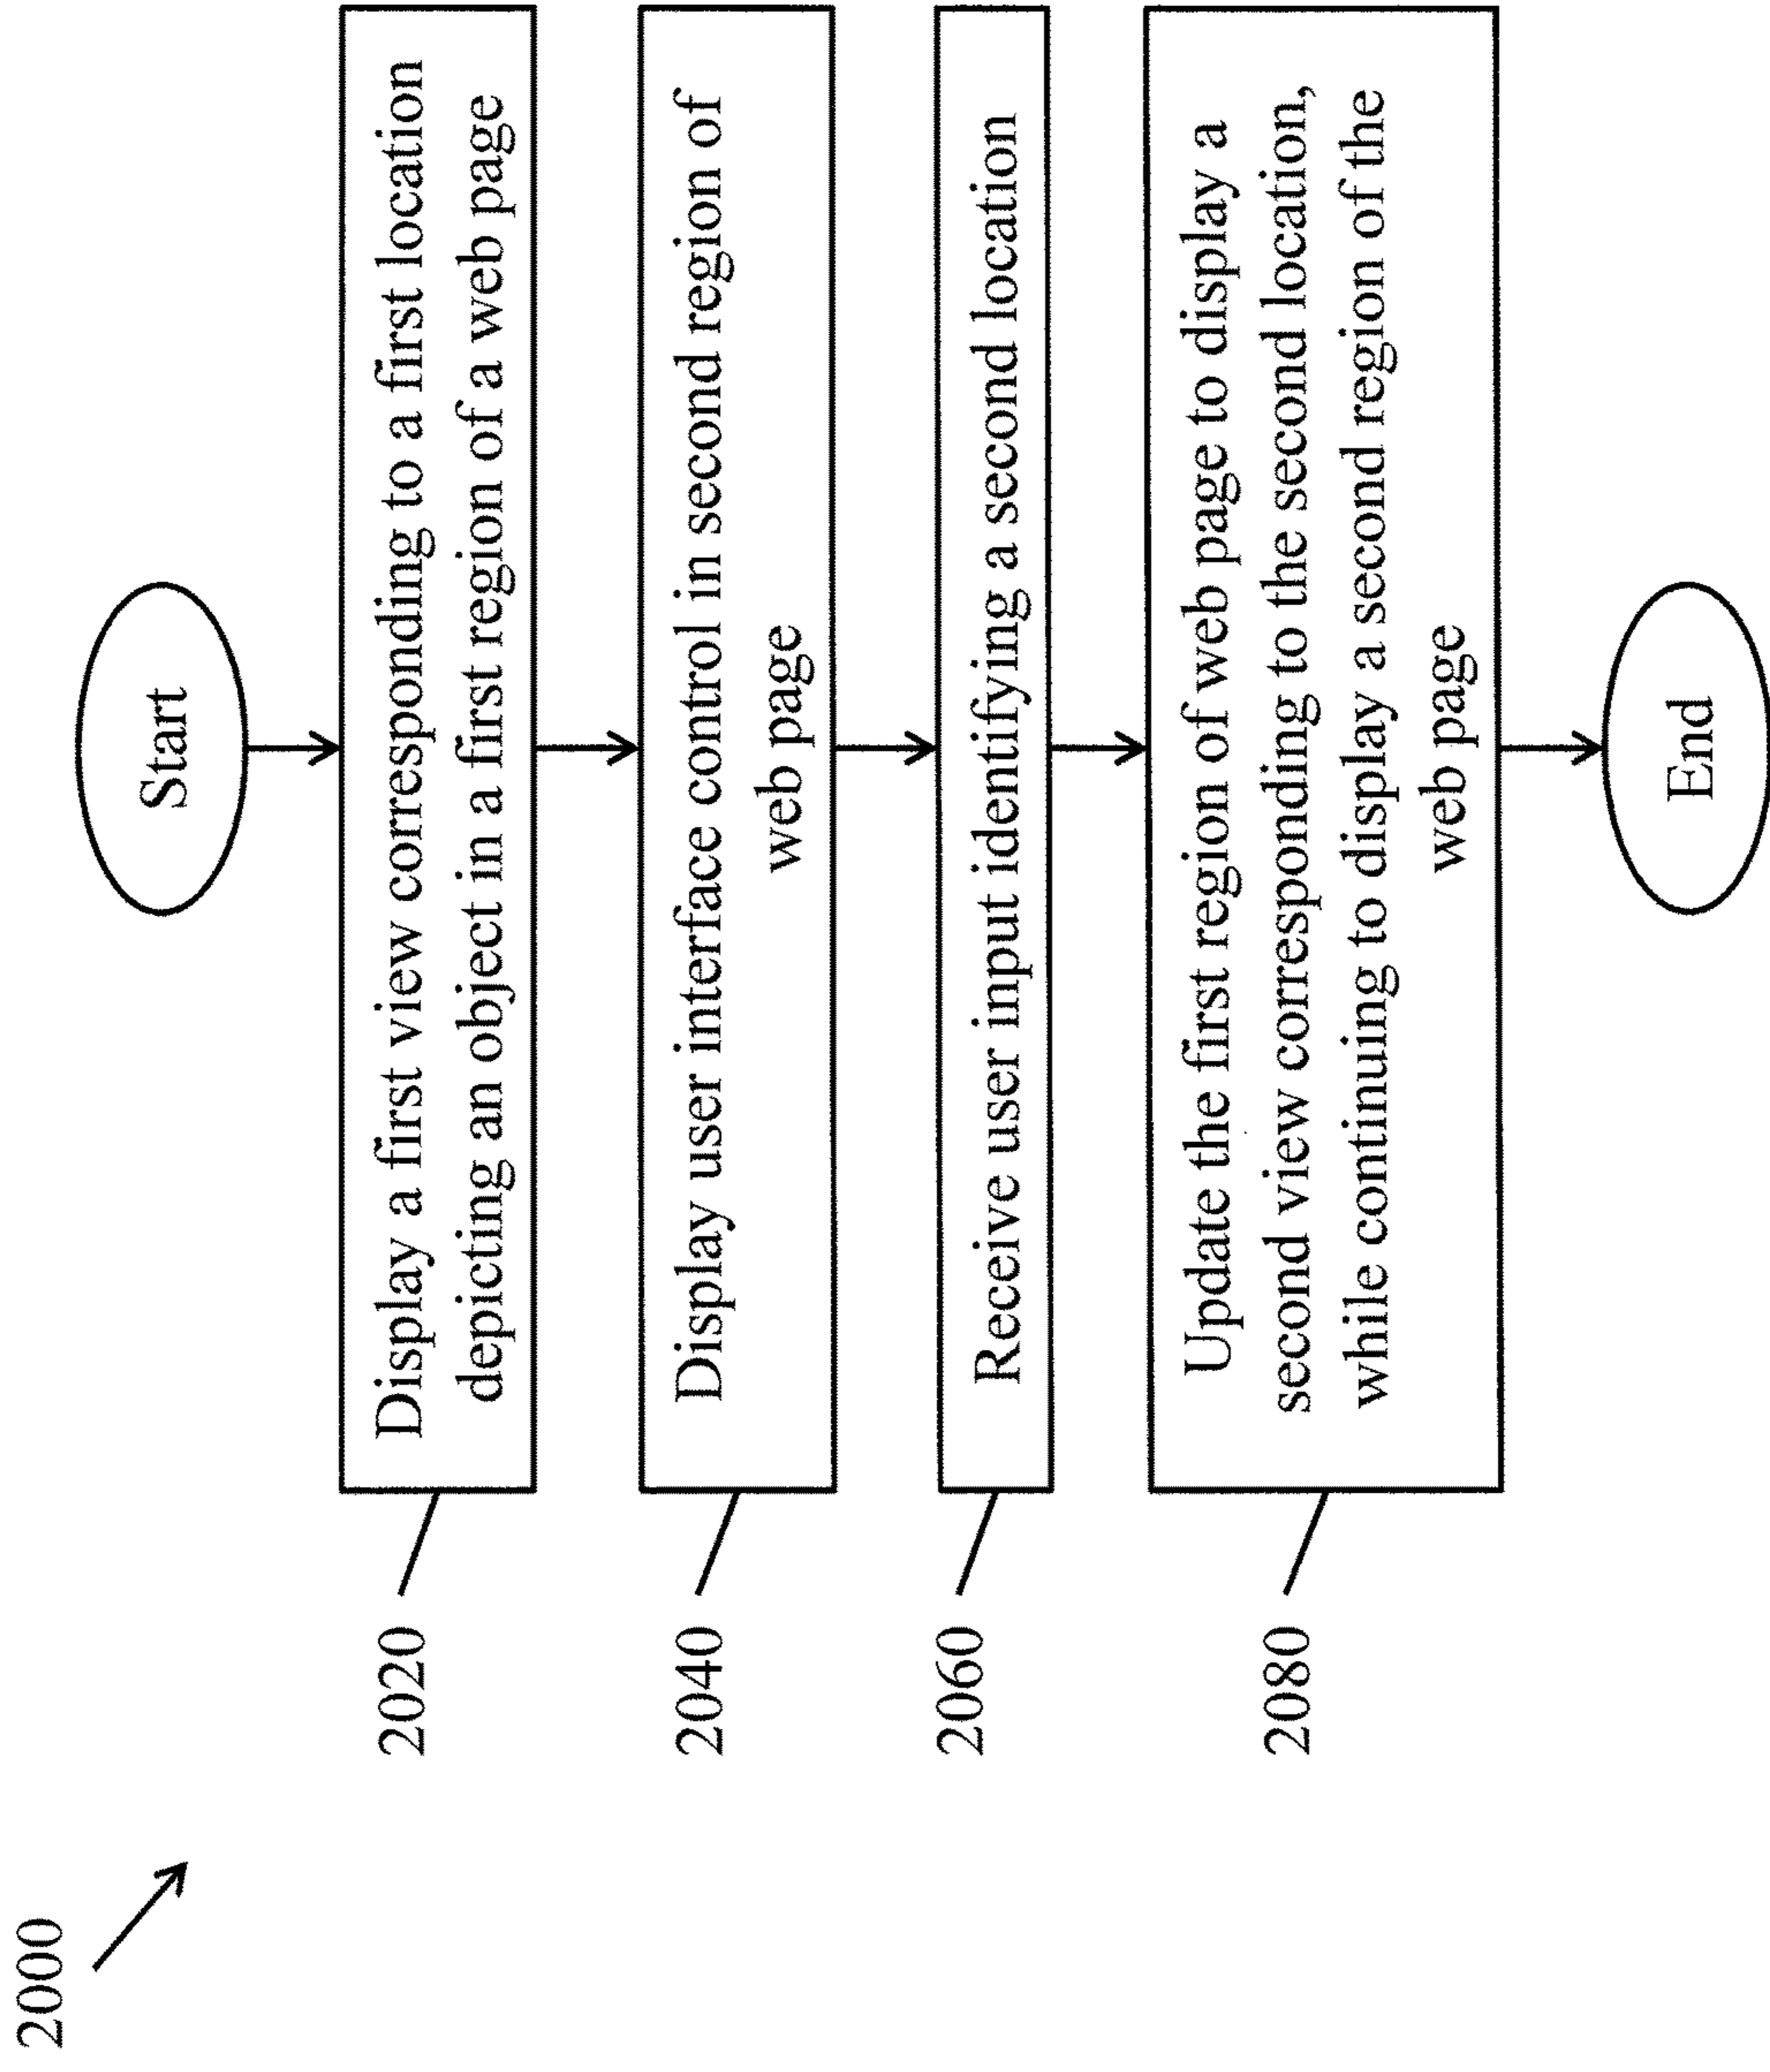 2000
Start
2020
Display a first view corresponding to a first location
depicting an object in a first region of a web page
2040
Display user interface control in second region of
web page
2060
Receive user input identifying a second location
2080
Update the first region of web page to display a
second view corresponding to the second location,
while continuing to display a second region of the
web page
End